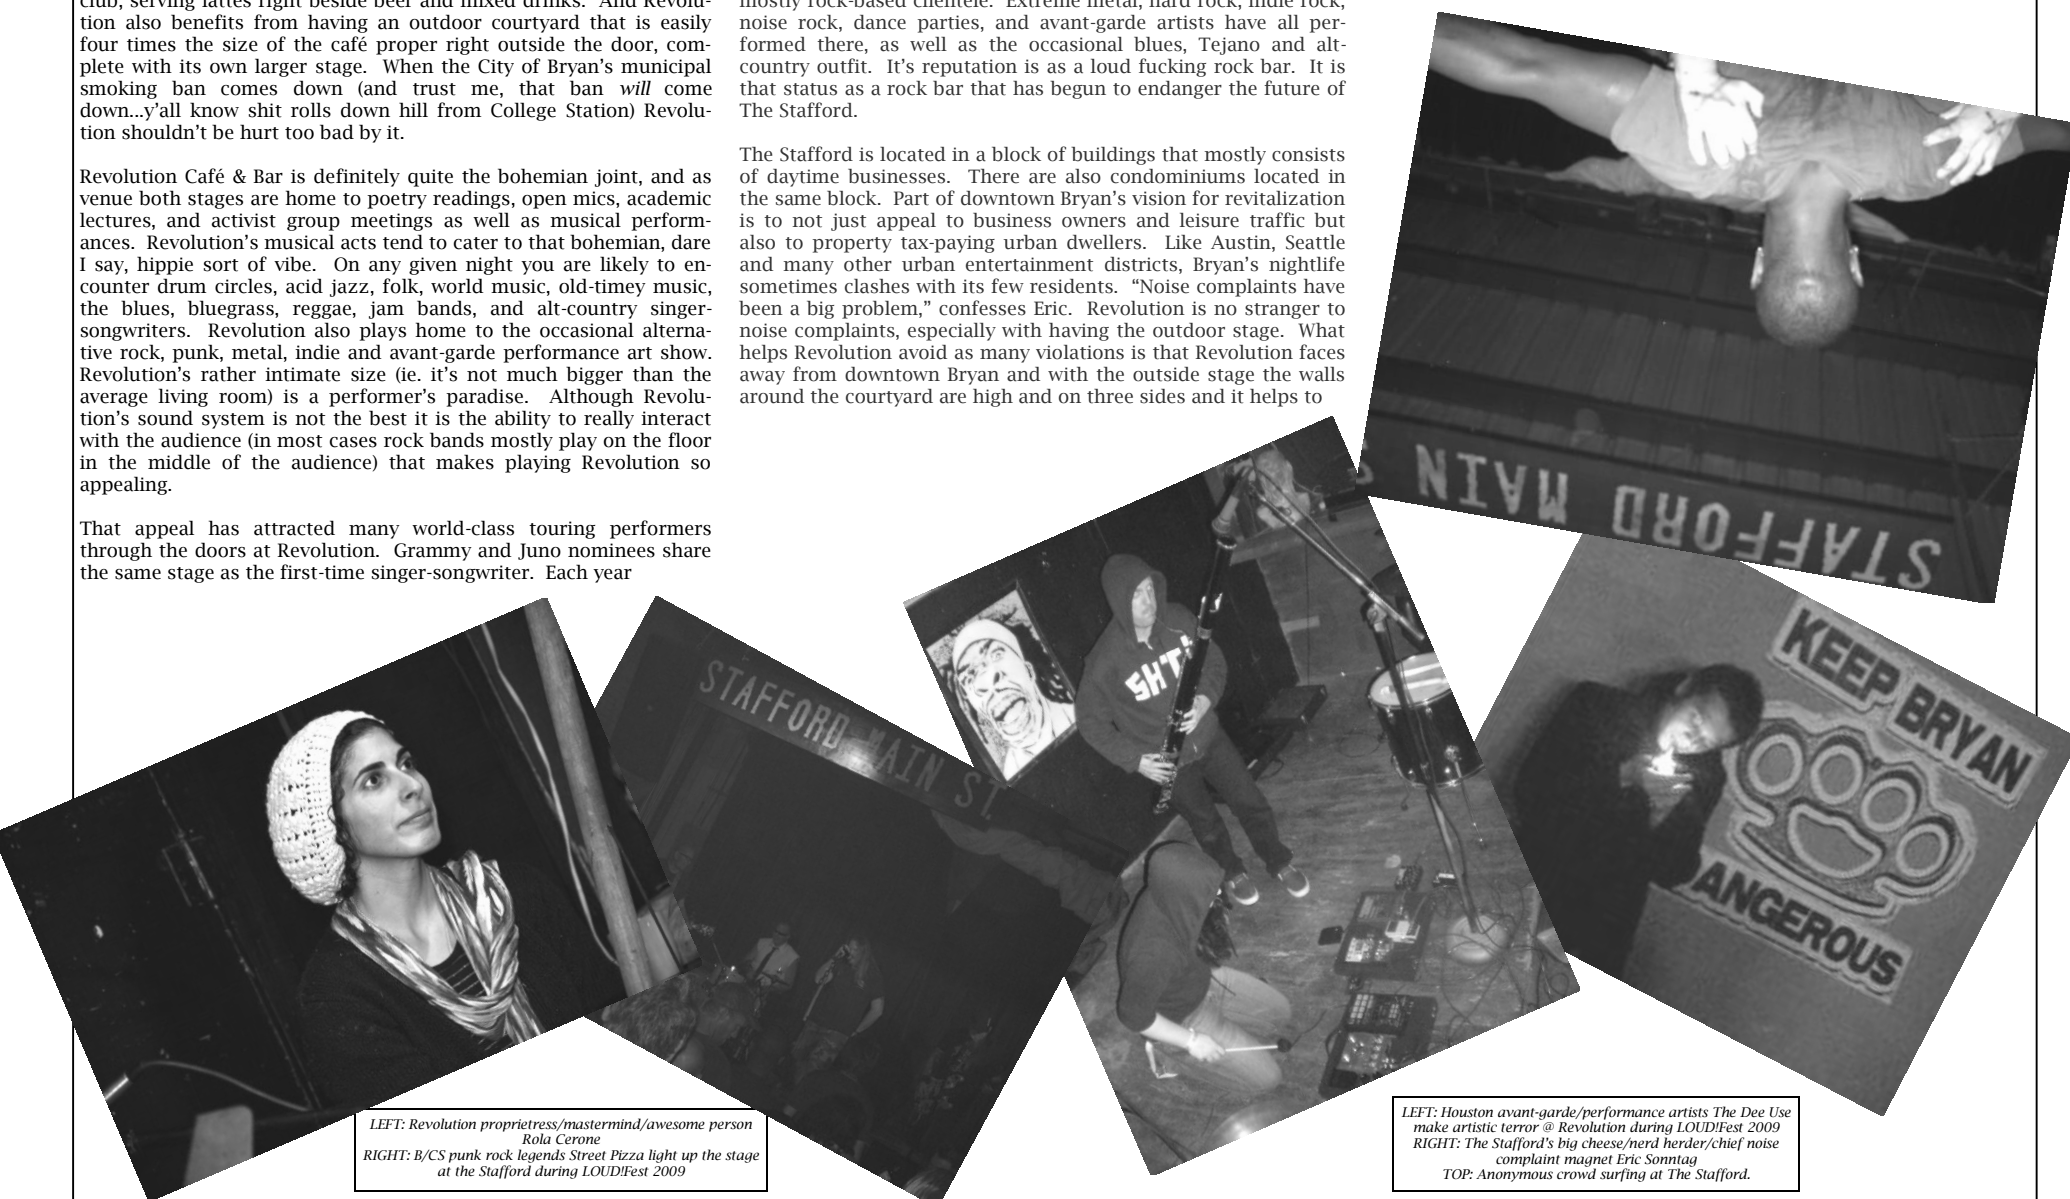 club, serving lattes right beside beer and mixed drinks. And Revolu-
tion also benefits from having an outdoor courtyard that is easily
four times the size of the café proper right outside the door, com-
plete with its own larger stage. When the City of Bryan's municipal
smoking ban comes down (and trust me, that ban will come
down...y'all know shit rolls down hill from College Station) Revolu-
tion shouldn't be hurt too bad by it.
Revolution Café & Bar is definitely quite the bohemian joint, and as
venue both stages are home to poetry readings, open mics, academic
lectures, and activist group meetings as well as musical perform-
ances. Revolution's musical acts tend to cater to that bohemian, dare
I say, hippie sort of vibe. On any given night you are likely to en-
counter drum circles, acid jazz, folk, world music, old-timey music,
the blues, bluegrass, reggae, jam bands, and alt-country singer-
songwriters. Revolution also plays home to the occasional alterna-
tive rock, punk, metal, indie and avant-garde performance art show.
Revolution's rather intimate size (ie. it's not much bigger than the
average living room) is a performer's paradise. Although Revolu-
tion's sound system is not the best it is the ability to really interact
with the audience (in most cases rock bands mostly play on the floor
in the middle of the audience) that makes playing Revolution so
appealing.
That appeal has attracted many world-class touring performers
through the doors at Revolution. Grammy and Juno nominees share
the same stage as the first-time singer-songwriter. Each year
mostly rock-based clientele. Extreme metal, hard rock, indie rock,
noise rock, dance parties, and avant-garde artists have all per-
formed there, as well as the occasional blues, Tejano and alt-
country outfit. It's reputation is as a loud fucking rock bar. It is
that status as a rock bar that has begun to endanger the future of
The Stafford.
The Stafford is located in a block of buildings that mostly consists
of daytime businesses. There are also condominiums located in
the same block. Part of downtown Bryan's vision for revitalization
is to not just appeal to business owners and leisure traffic but
also to property tax-paying urban dwellers. Like Austin, Seattle
and many other urban entertainment districts, Bryan's nightlife
sometimes clashes with its few residents. “Noise complaints have
been a big problem,” confesses Eric. Revolution is no stranger to
noise complaints, especially with having the outdoor stage. What
helps Revolution avoid as many violations is that Revolution faces
away from downtown Bryan and with the outside stage the walls
around the courtyard are high and on three sides and it helps to
STAFFORD MAIN S
STAFFORD MAIN ST.
SH*T
KEEP BRYAN
ANGEROUS
LEFT: Revolution proprietress/mastermind/awesome person
Rola Cerone
RIGHT: B/CS punk rock legends Street Pizza light up the stage
at the Stafford during LOUD!Fest 2009
LEFT: Houston avant-garde/performance artists The Dee Use
make artistic terror @ Revolution during LOUD!Fest 2009
RIGHT: The Stafford's big cheese/nerd herder/chief noise
complaint magnet Eric Sonntag
TOP: Anonymous crowd surfing at The Stafford.